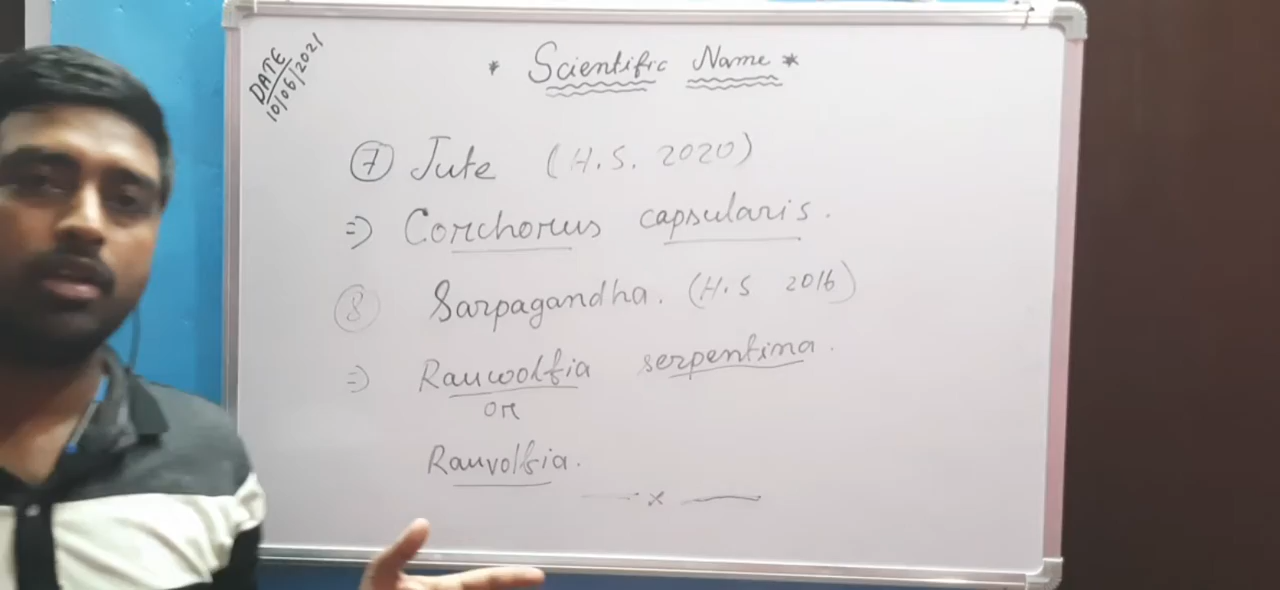 DATE
10/06/2021
* Scientific Name *
7 Jute (H.S. 2020)
=) Corchorus capsularis.
8 Sarpagandha. (H.S 2016)
=) Rauwolfia serpentina.
or
Rauvolfia.
— x —